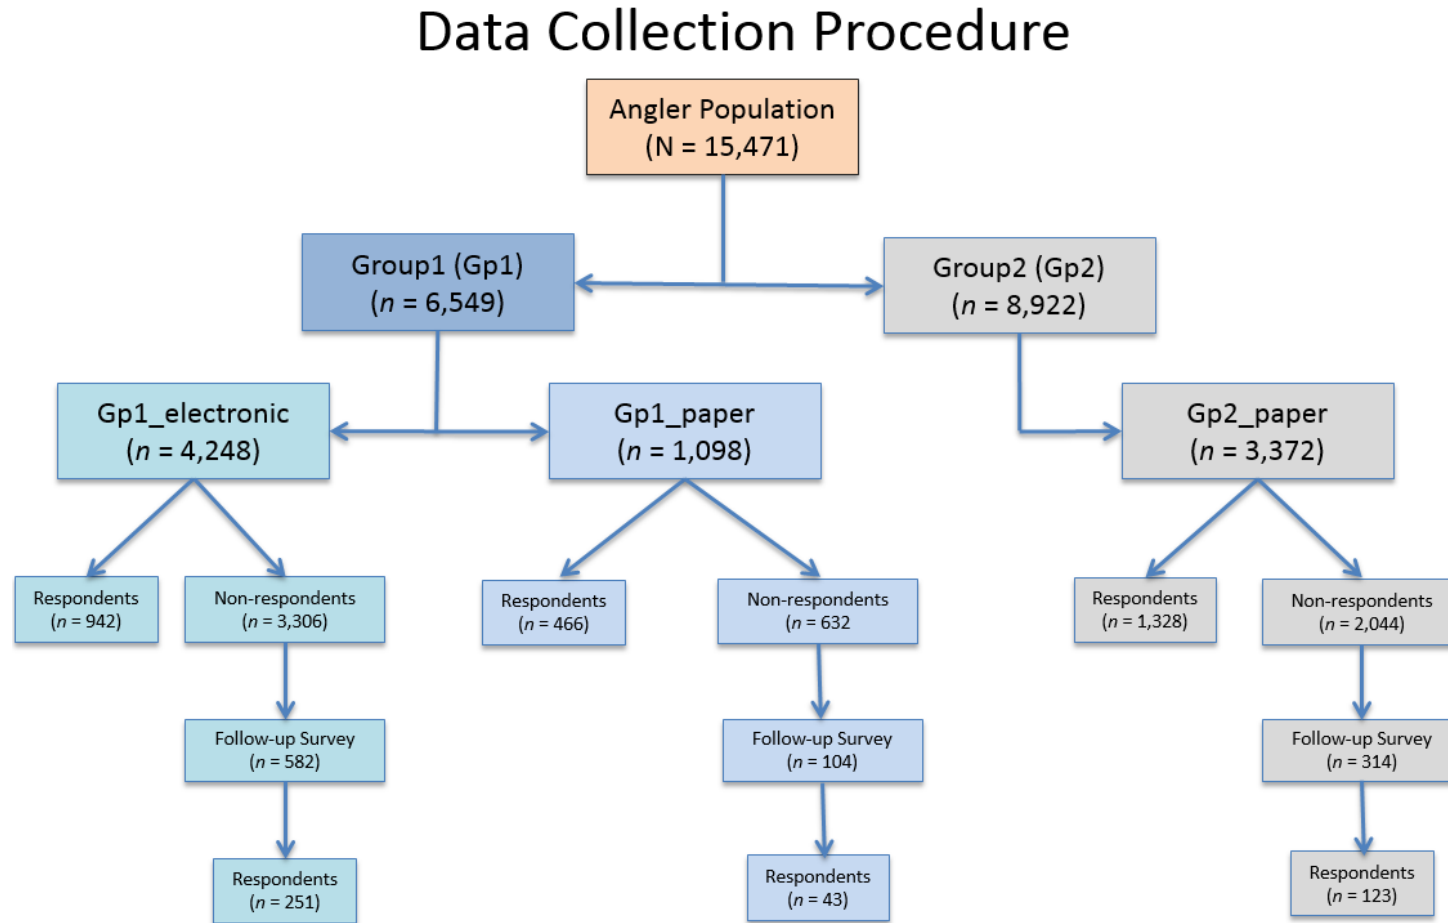 Data Collection Procedure
Angler Population
(N = 15,471)
Group1 (Gp1)
(n = 6,549)
Group2 (Gp2)
(n = 8,922)
Gp1_electronic
(n = 4,248)
Gp1_paper
(n = 1,098)
Gp2_paper
(n = 3,372)
Respondents
(n = 942)
Non-respondents
(n = 3,306)
Respondents
(n = 466)
Non-respondents
(n = 632
Respondents
(n = 1,328)
Non-respondents
(n = 2,044)
Follow-up Survey
(n = 582)
Follow-up Survey
(n = 104)
Follow-up Survey
(n = 314)
Respondents
(n = 251)
Respondents
(n = 43)
Respondents
(n = 123)